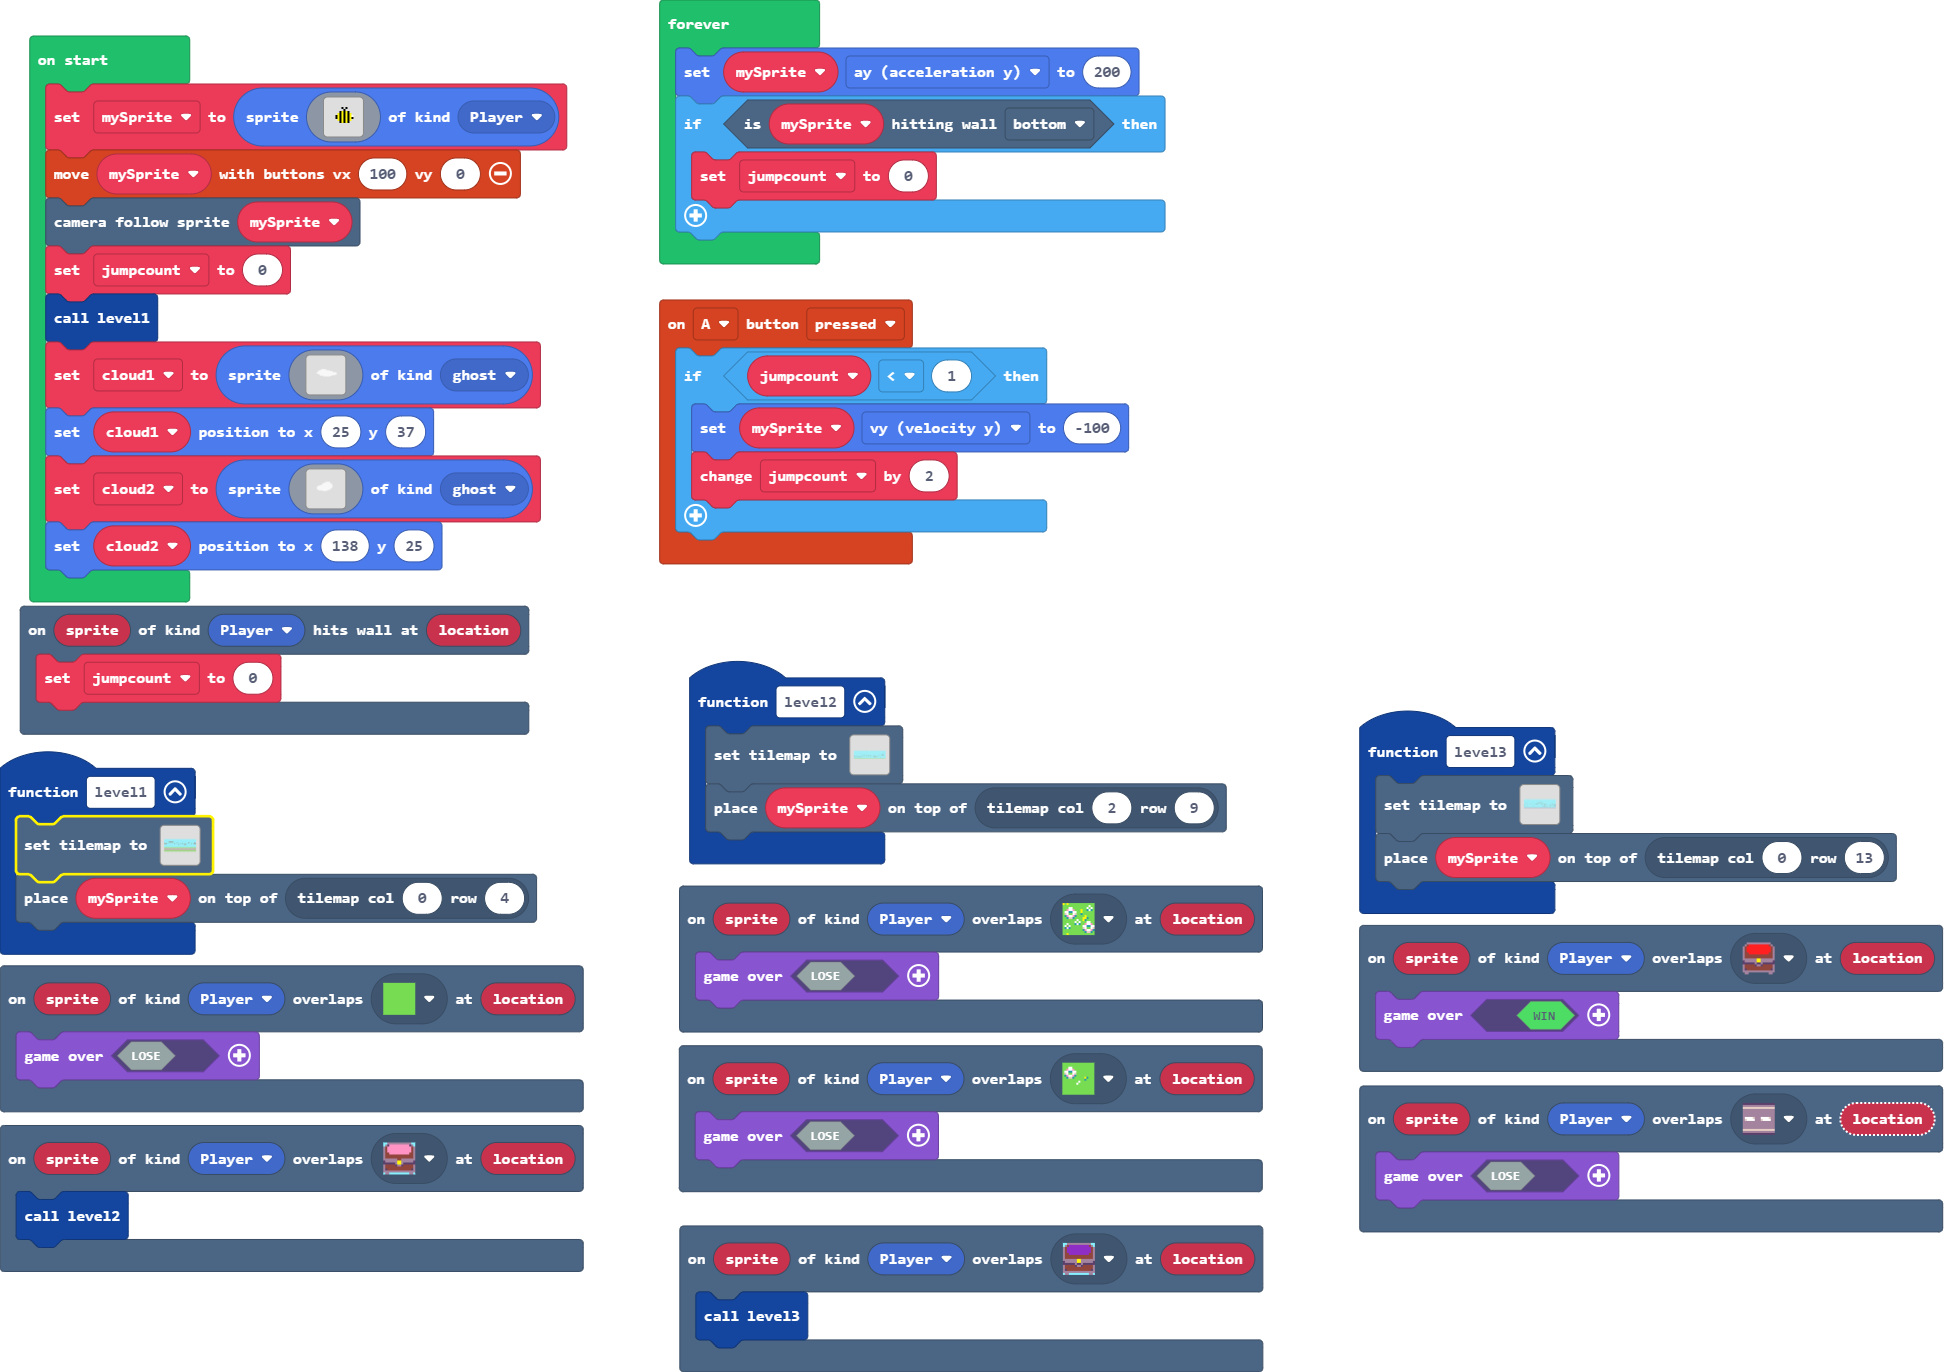 on start
set mySprite to sprite of kind Player
move mySprite with buttons vx 100 vy 0
camera follow sprite mySprite
set jumpcount to 0
call level1
set cloud1 to sprite of kind ghost
set cloud1 position to x 25 y 37
set cloud2 to sprite of kind ghost
set cloud2 position to x 138 y 25
on sprite of kind Player hits wall at location
set jumpcount to 0
function level1
set tilemap to
place mySprite on top of tilemap col 0 row 4
on sprite of kind Player overlaps at location
game over LOSE
on sprite of kind Player overlaps at location
call level2
forever
set mySprite ay (acceleration y) to 200
if is mySprite hitting wall bottom then
set jumpcount to 0
on A button pressed
if jumpcount < 1 then
set mySprite vy (velocity y) to -100
change jumpcount by 2
function level2
set tilemap to
place mySprite on top of tilemap col 2 row 9
on sprite of kind Player overlaps at location
game over LOSE
on sprite of kind Player overlaps at location
game over LOSE
on sprite of kind Player overlaps at location
call level3
function level3
set tilemap to
place mySprite on top of tilemap col 0 row 13
on sprite of kind Player overlaps at location
game over WIN
on sprite of kind Player overlaps at location
game over LOSE